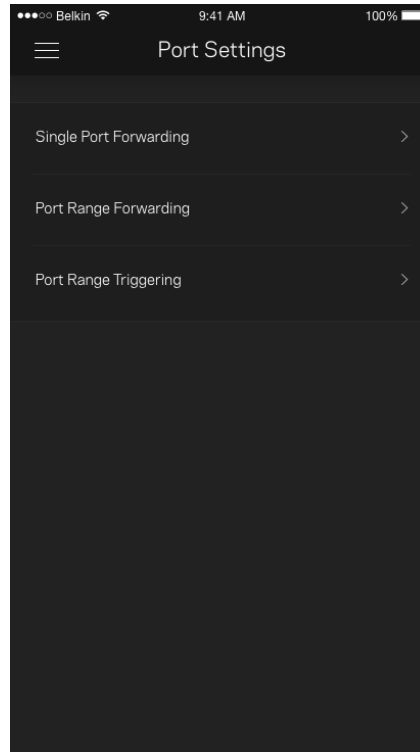 Belkin 9:41 AM 100%
Port Settings
Single Port Forwarding
Port Range Forwarding
Port Range Triggering